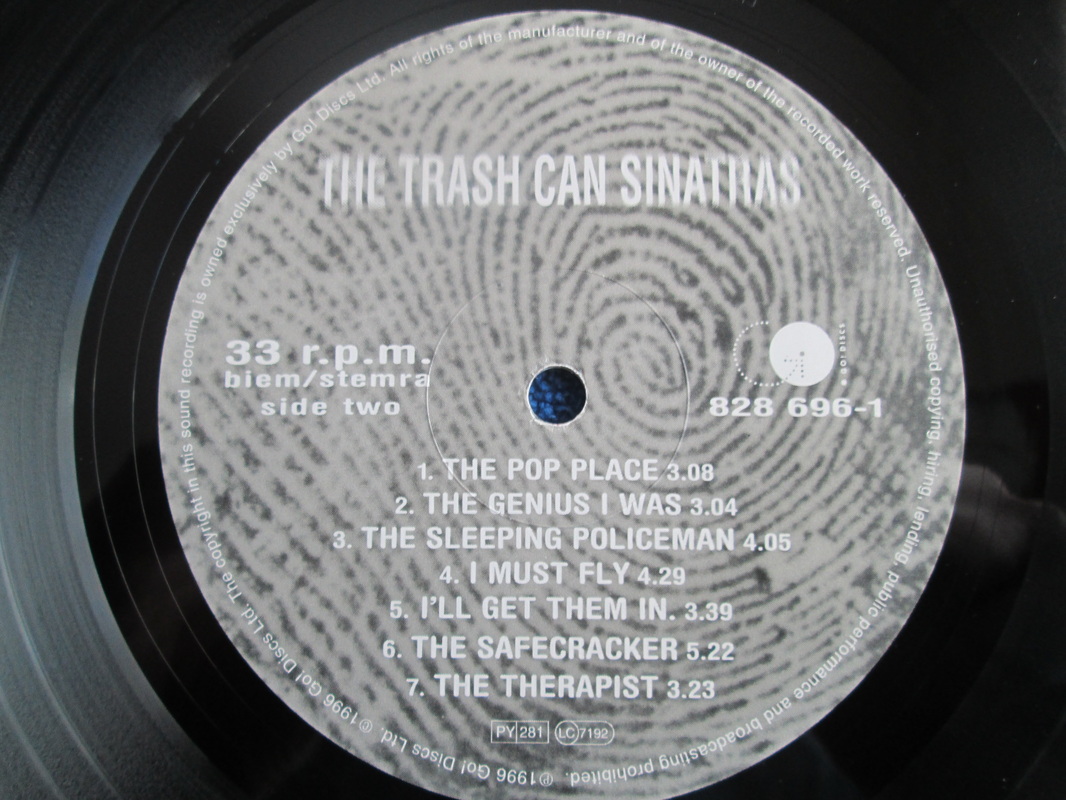 THE TRASH CAN SINATRAS
33 r.p.m.
biem/stemra
side two
GO! DISCS
828 696-1
1. THE POP PLACE 3.08
2. THE GENIUS I WAS 3.04
3. THE SLEEPING POLICEMAN 4.05
4. I MUST FLY 4.29
5. I'LL GET THEM IN. 3.39
6. THE SAFECRACKER 5.22
7. THE THERAPIST 3.23
PY 281 LC 7192
℗1996 Go! Discs Ltd. ©1996 Go! Discs Ltd. The copyright in this sound recording is owned exclusively by Go! Discs Ltd. All rights of the manufacturer and of the owner of the recorded work reserved. Unauthorised copying, hiring, lending, public performance and broadcasting prohibited.